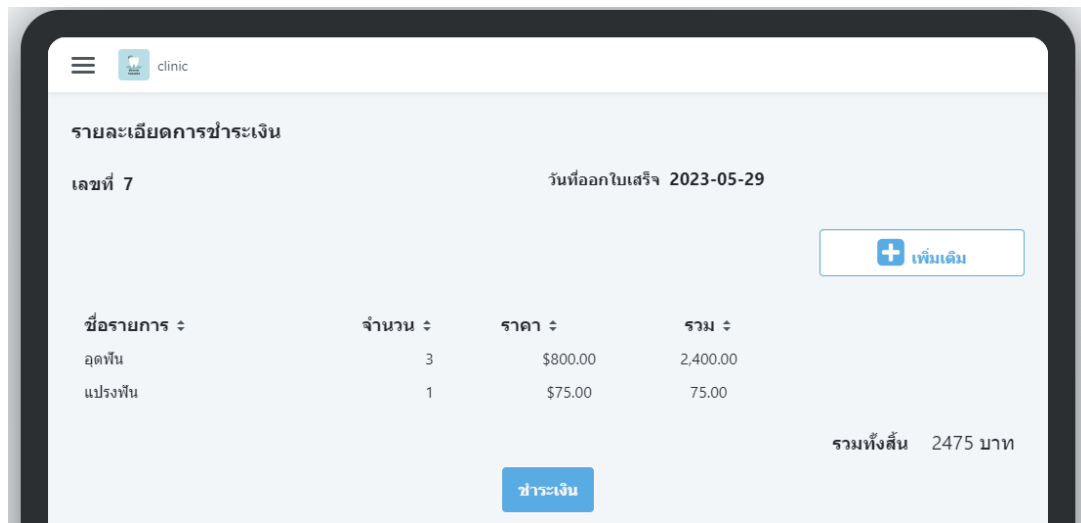 clinic
รายละเอียดการชำระเงิน
เลขที่ 7 วันที่ออกใบเสร็จ 2023-05-29
เพิ่มเติม
ชื่อรายการ จำนวน ราคา รวม
อุดฟัน 3 $800.00 2,400.00
แปรงฟัน 1 $75.00 75.00
รวมทั้งสิ้น 2475 บาท
ชำระเงิน